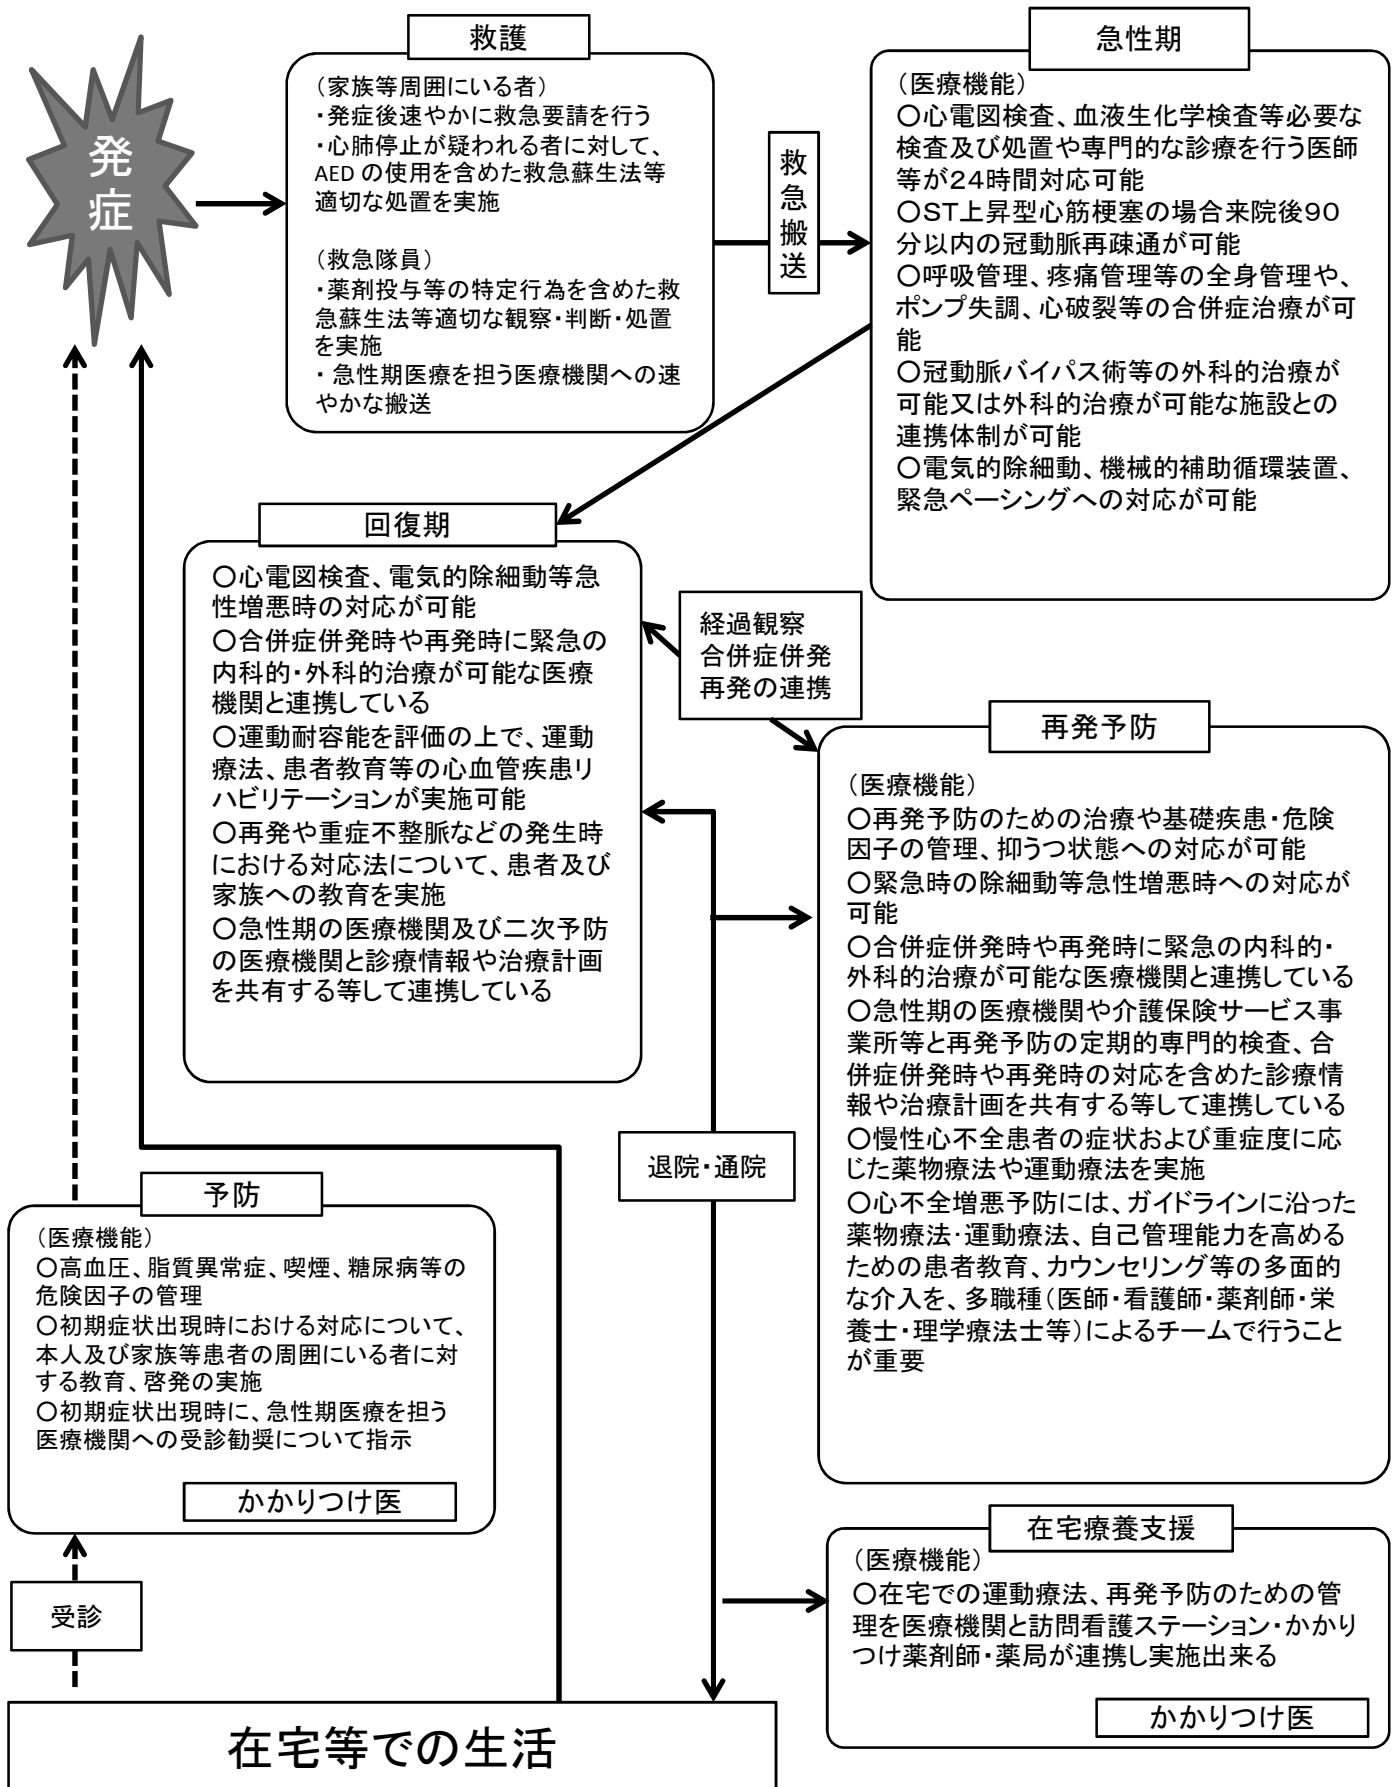 発
症
救護
（家族等周囲にいる者）
・発症後速やかに救急要請を行う
・心肺停止が疑われる者に対して、
AED の使用を含めた救急蘇生法等
適切な処置を実施
（救急隊員）
・薬剤投与等の特定行為を含めた救
急蘇生法等適切な観察・判断・処置
を実施
・急性期医療を担う医療機関への速
やかな搬送
救
急
搬
送
急性期
（医療機能）
○心電図検査、血液生化学検査等必要な
検査及び処置や専門的な診療を行う医師
等が２４時間対応可能
○ＳＴ上昇型心筋梗塞の場合来院後９０
分以内の冠動脈再疎通が可能
○呼吸管理、疼痛管理等の全身管理や、
ポンプ失調、心破裂等の合併症治療が可
能
○冠動脈バイパス術等の外科的治療が
可能又は外科的治療が可能な施設との
連携体制が可能
○電気的除細動、機械的補助循環装置、
緊急ペーシングへの対応が可能
回復期
○心電図検査、電気的除細動等急
性増悪時の対応が可能
○合併症併発時や再発時に緊急の
内科的・外科的治療が可能な医療
機関と連携している
○運動耐容能を評価の上で、運動
療法、患者教育等の心血管疾患リ
ハビリテーションが実施可能
○再発や重症不整脈などの発生時
における対応法について、患者及び
家族への教育を実施
○急性期の医療機関及び二次予防
の医療機関と診療情報や治療計画
を共有する等して連携している
経過観察
合併症併発
再発の連携
再発予防
（医療機能）
○再発予防のための治療や基礎疾患・危険
因子の管理、抑うつ状態への対応が可能
○緊急時の除細動等急性増悪時への対応が
可能
○合併症併発時や再発時に緊急の内科的・
外科的治療が可能な医療機関と連携している
○急性期の医療機関や介護保険サービス事
業所等と再発予防の定期的専門的検査、合
併症併発時や再発時の対応を含めた診療情
報や治療計画を共有する等して連携している
○慢性心不全患者の症状および重症度に応
じた薬物療法や運動療法を実施
○心不全増悪予防には、ガイドラインに沿った
薬物療法・運動療法、自己管理能力を高める
ための患者教育、カウンセリング等の多面的
な介入を、多職種（医師・看護師・薬剤師・栄
養士・理学療法士等）によるチームで行うこと
が重要
退院・通院
予防
（医療機能）
○高血圧、脂質異常症、喫煙、糖尿病等の
危険因子の管理
○初期症状出現時における対応について、
本人及び家族等患者の周囲にいる者に対
する教育、啓発の実施
○初期症状出現時に、急性期医療を担う
医療機関への受診勧奨について指示
かかりつけ医
受診
在宅療養支援
（医療機能）
○在宅での運動療法、再発予防のための管
理を医療機関と訪問看護ステーション・かかり
つけ薬剤師・薬局が連携し実施出来る
かかりつけ医
在宅等での生活